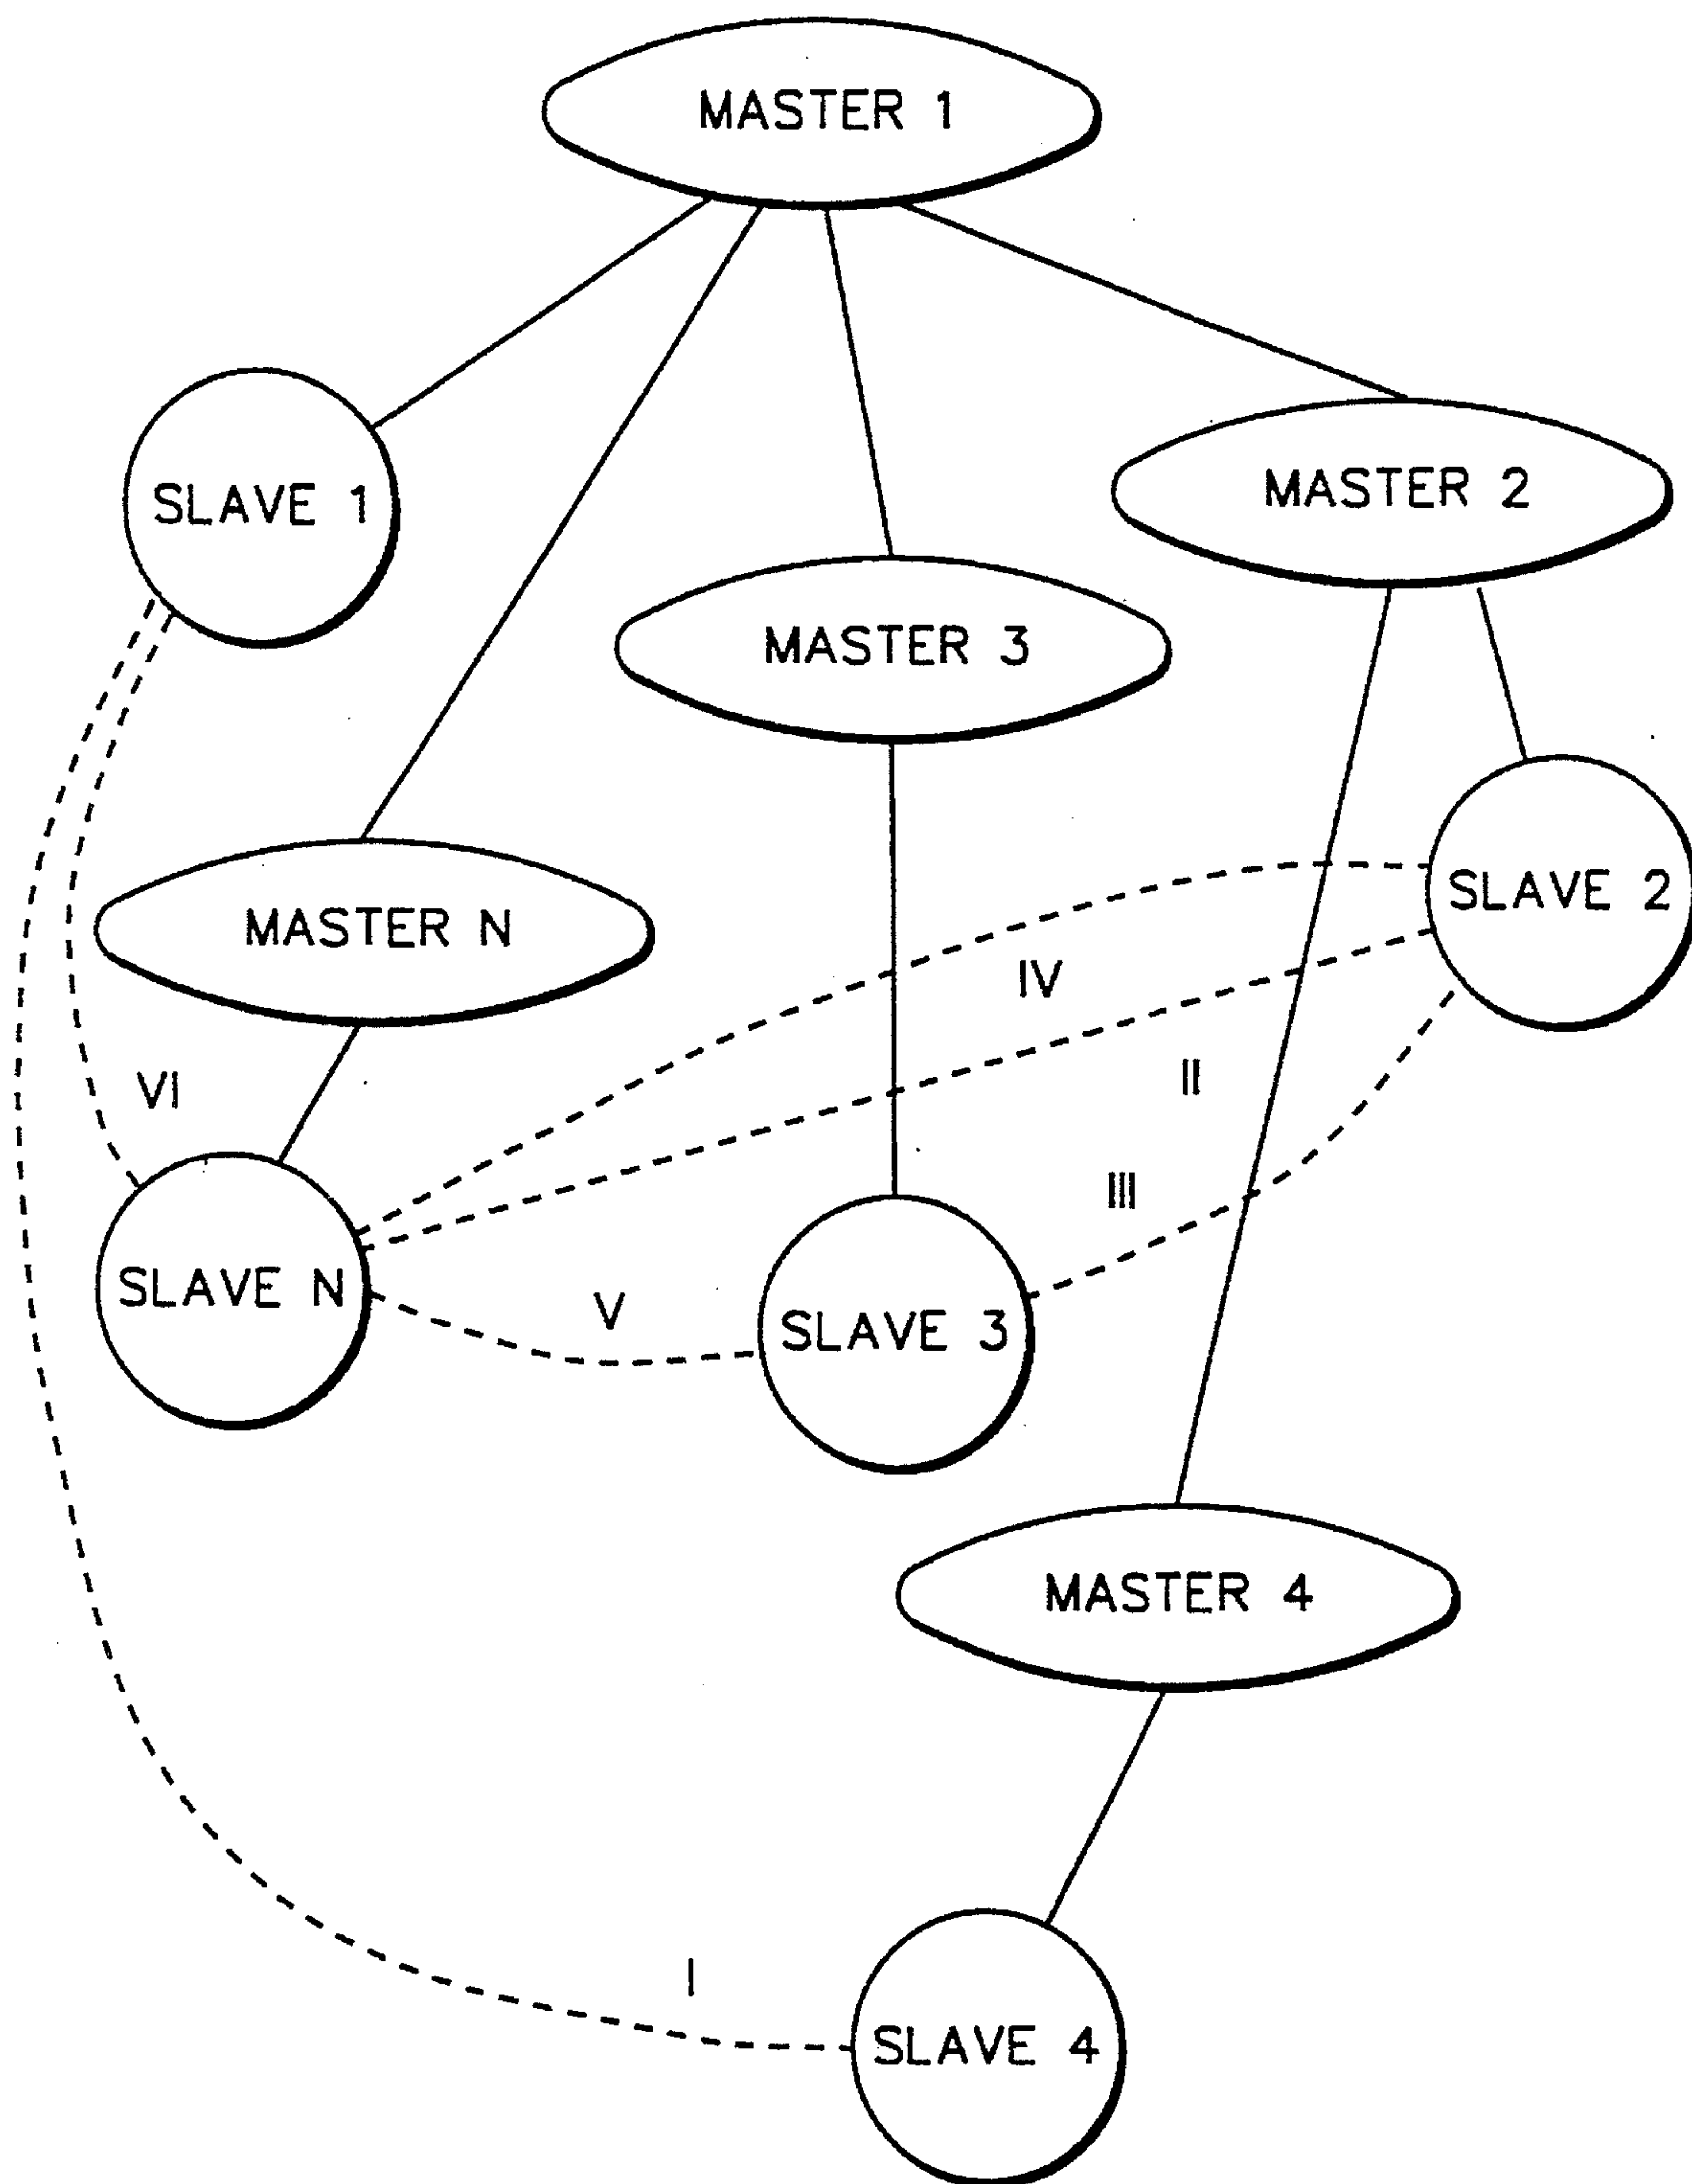 MASTER 1
SLAVE 1
MASTER 2
MASTER 3
MASTER N
SLAVE 2
IV
II
VI
III
SLAVE N
V
SLAVE 3
MASTER 4
I
SLAVE 4